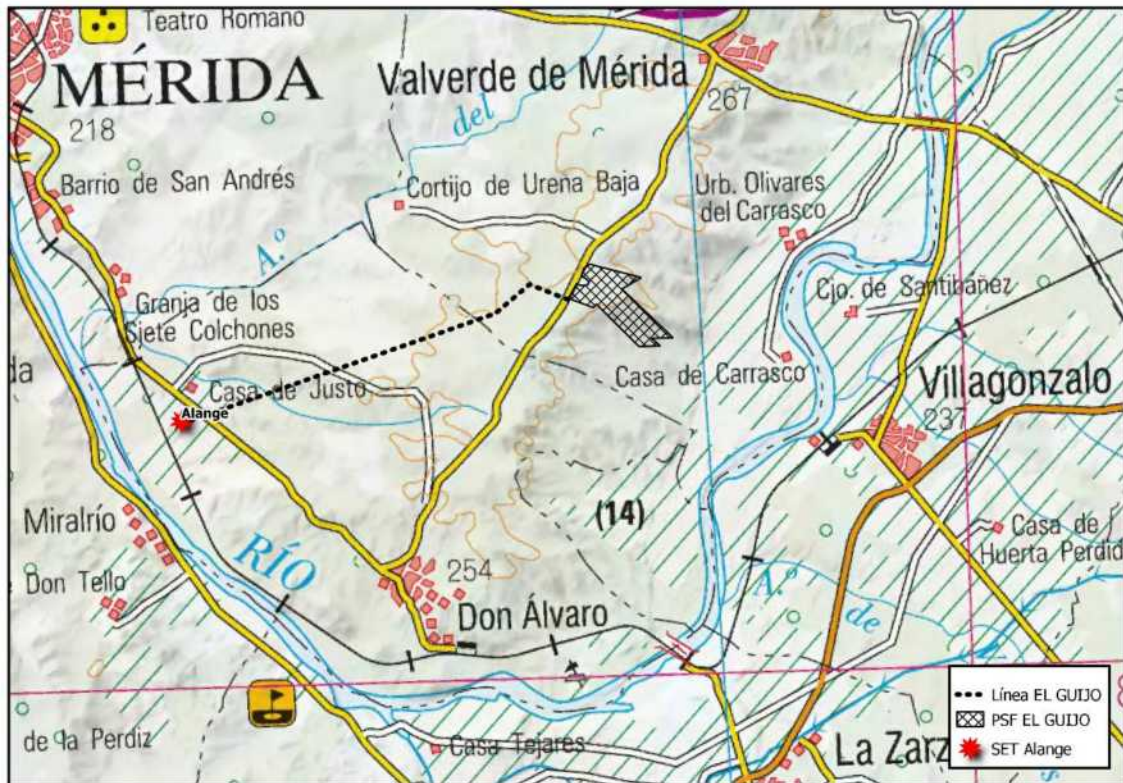 Teatro Romano
MÉRIDA
218
Valverde de Mérida
267
del
Barrio de San Andrés
Cortijo de Urena Baja
Urb. Olivares
del Carrasco
A.º
Granja de los
Siete Colchones
Cjo. de Santibáñez
da
Casa de Justo
Alange
Casa de Carrasco
Villagonzalo
237
Miralrío
(14)
Casa de
Huerta Perdid
RÍO
Don Tello
254
A.º
de
Don Álvaro
de la Perdiz
Casa Tejares
La Zarz
Línea EL GUIJO
PSF EL GUIJO
SET Alange